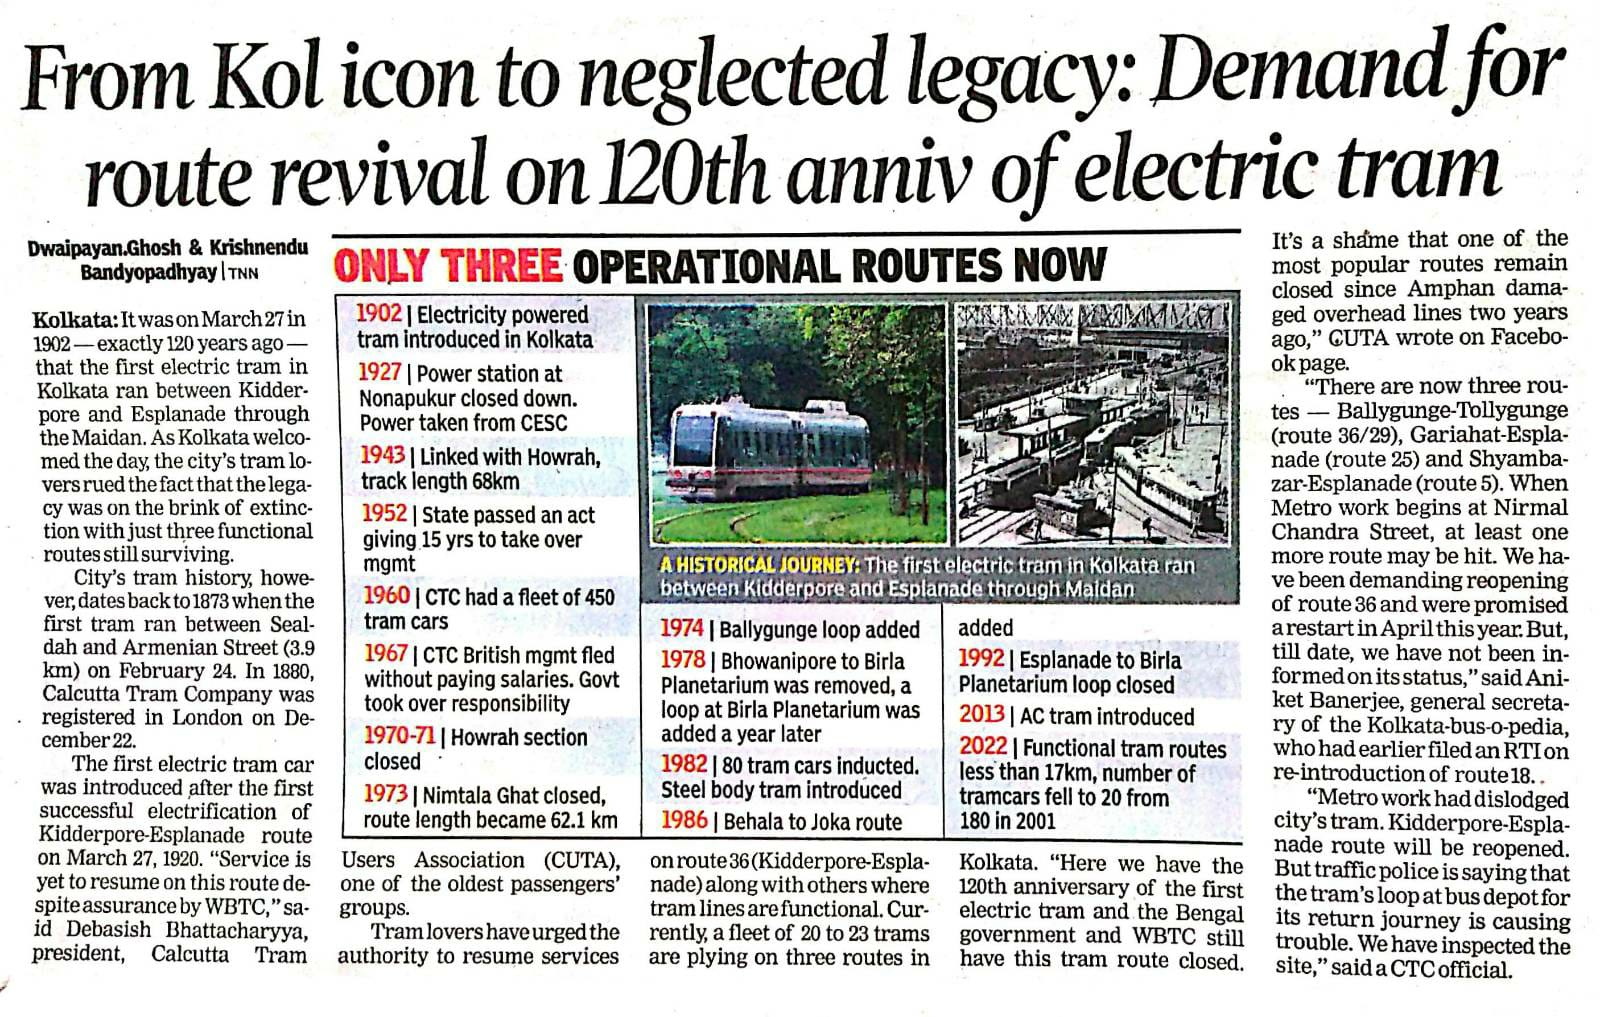 From Kol icon to neglected legacy: Demand for
route revival on 120th anniv of electric tram
Dwaipayan.Ghosh & Krishnendu
Bandyopadhyay | TNN
Kolkata: It was on March 27 in
1902 — exactly 120 years ago —
that the first electric tram in
Kolkata ran between Kidder-
pore and Esplanade through
the Maidan. As Kolkata welco-
med the day, the city's tram lo-
vers rued the fact that the lega-
cy was on the brink of extinc-
tion with just three functional
routes still surviving.
City's tram history, howe-
ver, dates back to 1873 when the
first tram ran between Seal-
dah and Armenian Street (3.9
km) on February 24. In 1880,
Calcutta Tram Company was
registered in London on De-
cember 22.
The first electric tram car
was introduced after the first
successful electrification of
Kidderpore-Esplanade route
on March 27, 1920. "Service is
yet to resume on this route de-
spite assurance by WBTC," sa-
id Debasish Bhattacharyya,
president, Calcutta Tram
ONLY THREE OPERATIONAL ROUTES NOW
1902 | Electricity powered
tram introduced in Kolkata
1927 | Power station at
Nonapukur closed down.
Power taken from CESC
1943 | Linked with Howrah,
track length 68km
1952 | State passed an act
giving 15 yrs to take over
mgmt
1960 | CTC had a fleet of 450
tram cars
1967 | CTC British mgmt fled
without paying salaries. Govt
took over responsibility
1970-71 | Howrah section
closed
1973 | Nimtala Ghat closed,
route length became 62.1 km
A HISTORICAL JOURNEY: The first electric tram in Kolkata ran
between Kidderpore and Esplanade through Maidan
1974 | Ballygunge loop added
1978 | Bhowanipore to Birla
Planetarium was removed, a
loop at Birla Planetarium was
added a year later
1982 | 80 tram cars inducted.
Steel body tram introduced
1986 | Behala to Joka route
added
1992 | Esplanade to Birla
Planetarium loop closed
2013 | AC tram introduced
2022 | Functional tram routes
less than 17km, number of
tramcars fell to 20 from
180 in 2001
Users Association (CUTA),
one of the oldest passengers'
groups.
Tram lovers have urged the
authority to resume services
on route 36 (Kidderpore-Espla-
nade) along with others where
tram lines are functional. Cur-
rently, a fleet of 20 to 23 trams
are plying on three routes in
Kolkata. "Here we have the
120th anniversary of the first
electric tram and the Bengal
government and WBTC still
have this tram route closed.
It's a shame that one of the
most popular routes remain
closed since Amphan dama-
ged overhead lines two years
ago," CUTA wrote on Facebo-
ok page.
"There are now three rou-
tes — Ballygunge-Tollygunge
(route 36/29), Gariahat-Espla-
nade (route 25) and Shyamba-
zar-Esplanade (route 5). When
Metro work begins at Nirmal
Chandra Street, at least one
more route may be hit. We ha-
ve been demanding reopening
of route 36 and were promised
a restart in April this year. But,
till date, we have not been in-
formed on its status," said Ani-
ket Banerjee, general secreta-
ry of the Kolkata-bus-o-pedia,
who had earlier filed an RTI on
re-introduction of route 18..
"Metro work had dislodged
city's tram. Kidderpore-Espla-
nade route will be reopened.
But traffic police is saying that
the tram's loop at bus depot for
its return journey is causing
trouble. We have inspected the
site," said a CTC official.